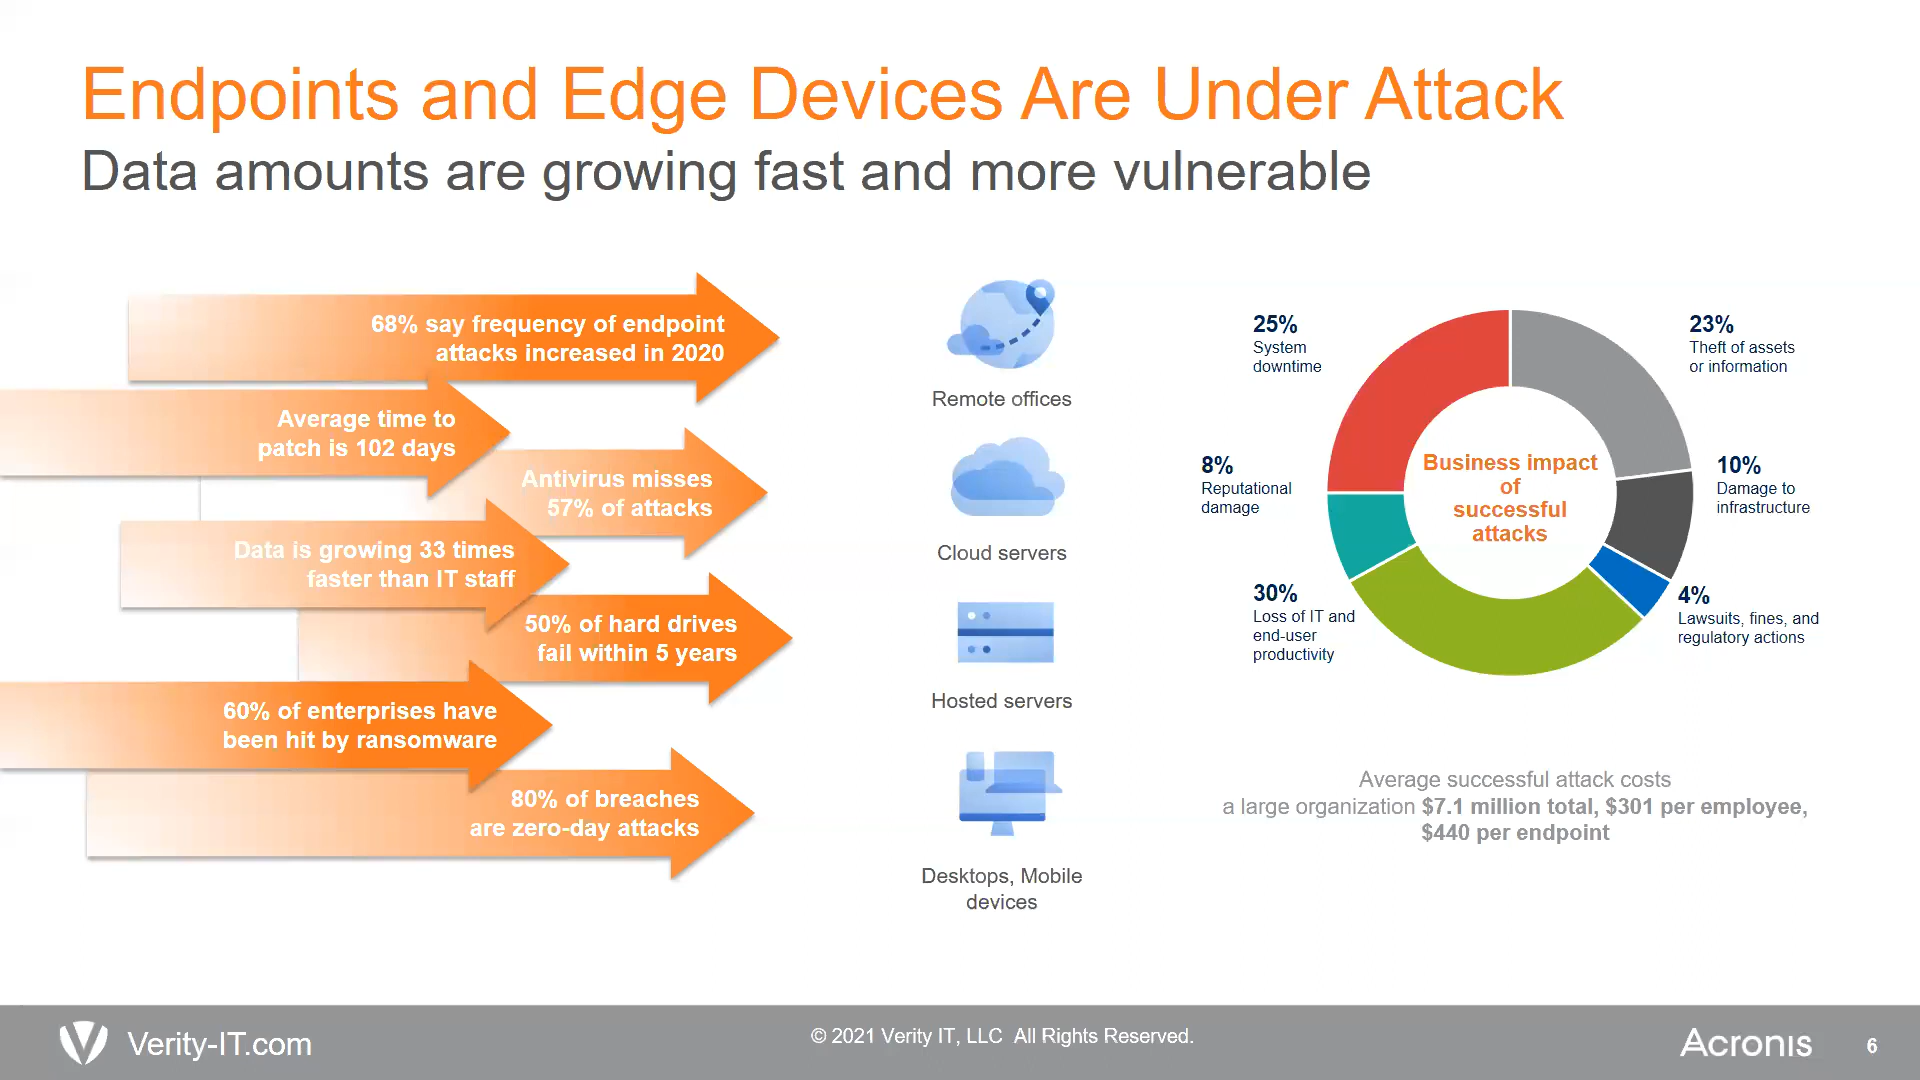 Endpoints and Edge Devices Are Under Attack
Data amounts are growing fast and more vulnerable
68% say frequency of endpoint
attacks increased in 2020
Average time to
patch is 102 days
Antivirus misses
57% of attacks
Data is growing 33 times
faster than IT staff
50% of hard drives
fail within 5 years
60% of enterprises have
been hit by ransomware
80% of breaches
are zero-day attacks
Remote offices
Cloud servers
Hosted servers
Desktops, Mobile
devices
25%
System
downtime
23%
Theft of assets
or information
8%
Reputational
damage
Business impact
of
successful
attacks
10%
Damage to
infrastructure
30%
Loss of IT and
end-user
productivity
4%
Lawsuits, fines, and
regulatory actions
Average successful attack costs
a large organization $7.1 million total, $301 per employee,
$440 per endpoint
Verity-IT.com
© 2021 Verity IT, LLC All Rights Reserved.
Acronis
6